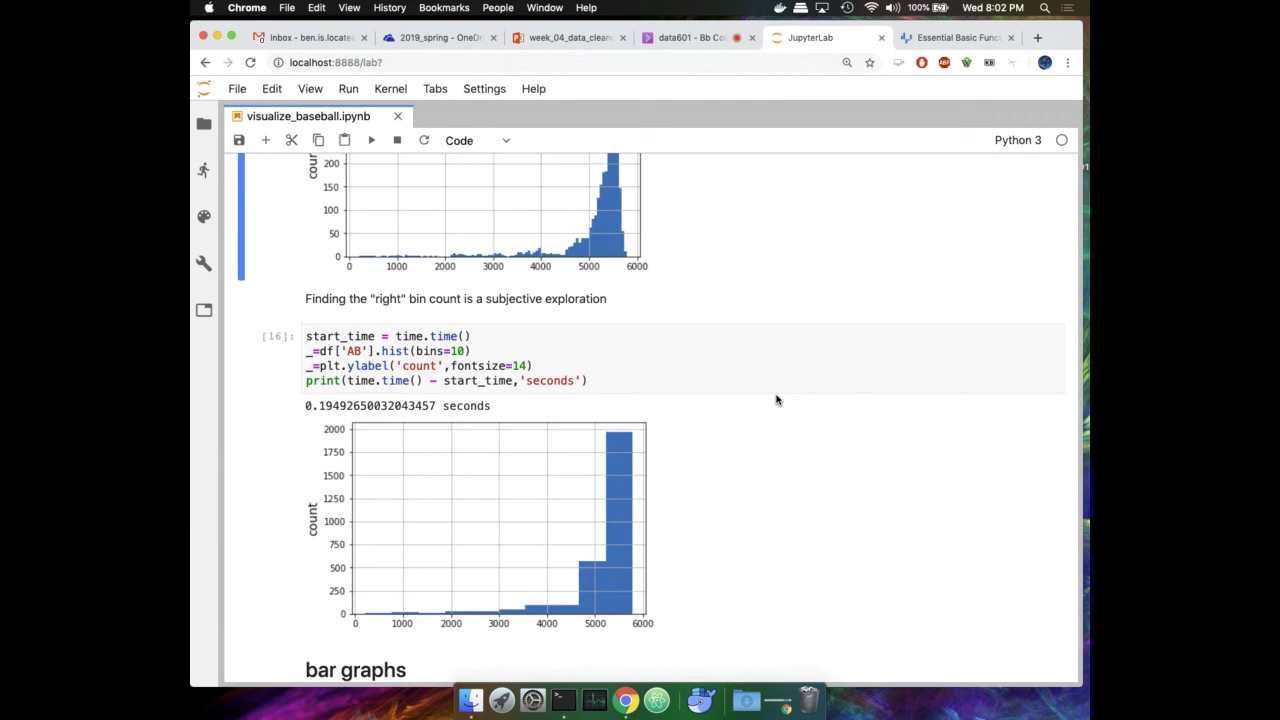 Chrome File Edit View History Bookmarks People Window Help 100% Wed 8:02 PM
Inbox - ben.is.locate 2019_spring - OneDr week_04_data_clean data601 - Bb Co JupyterLab Essential Basic Func
localhost:8888/lab?
File Edit View Run Kernel Tabs Settings Help
visualize_baseball.ipynb
Code Python 3
200
150
100
50
0
0 1000 2000 3000 4000 5000 6000
Finding the "right" bin count is a subjective exploration
[16]: start_time = time.time()
_=df['AB'].hist(bins=10)
_=plt.ylabel('count',fontsize=14)
print(time.time() - start_time,'seconds')
0.19492650032043457 seconds
2000
1750
1500
1250
1000
750
500
250
0
count
0 1000 2000 3000 4000 5000 6000
bar graphs